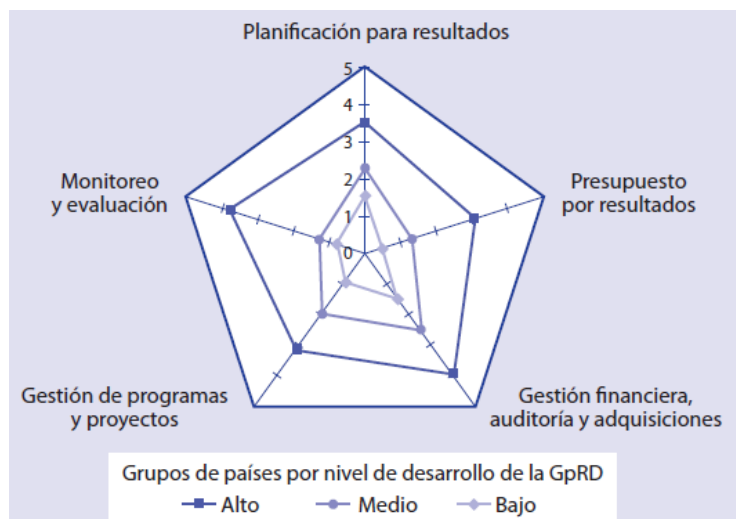 Planificación para resultados
5
4
3
2
1
0
Monitoreo
y evaluación
Presupuesto
por resultados
Gestión de programas
y proyectos
Gestión financiera,
auditoría y adquisiciones
Grupos de países por nivel de desarrollo de la GpRD
Alto Medio Bajo